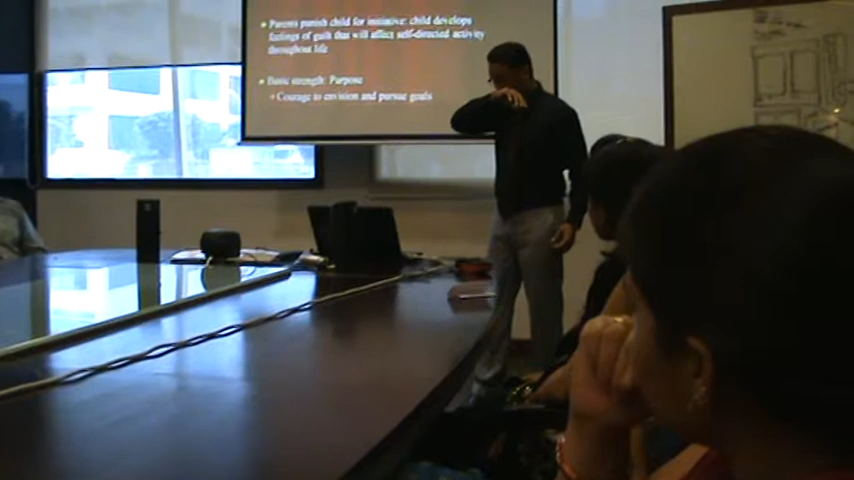 Parents punish child for initiative: child develops
feelings of guilt that will affect self-directed activity
throughout life
Basic strength: Purpose
Courage to envision and pursue goals